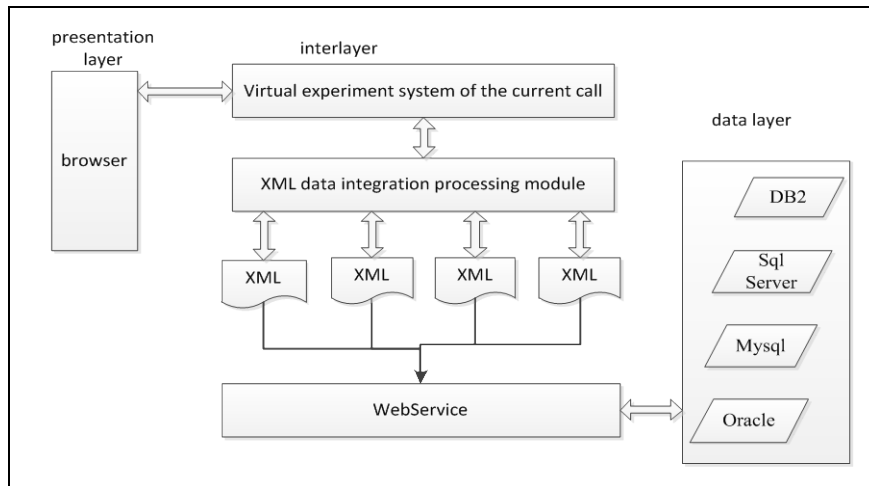 presentation
layer
interlayer
Virtual experiment system of the current call
data layer
browser
XML data integration processing module
DB2
XML
XML
XML
XML
Sql
Server
Mysql
WebService
Oracle